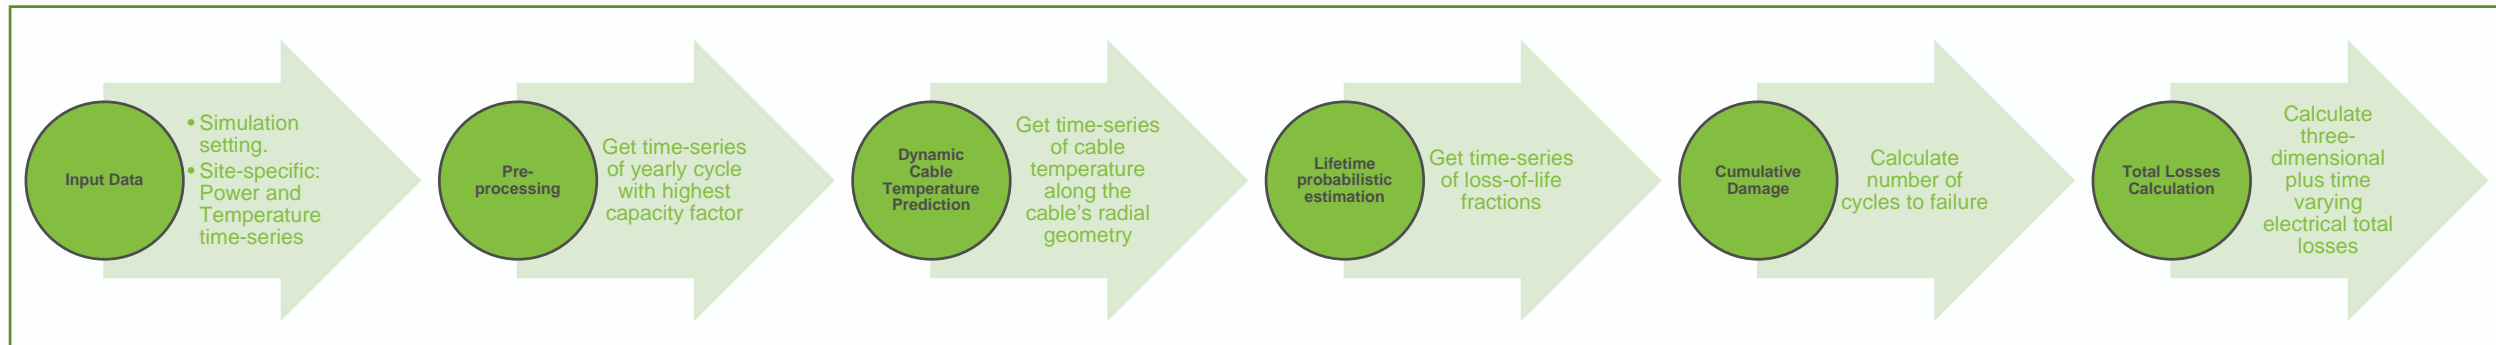 Input Data
• Simulation
setting.
• Site-specific:
Power and
Temperature
time-series
Pre-
processing
Get time-series
of yearly cycle
with highest
capacity factor
Dynamic
Cable
Temperature
Prediction
Get time-series
of cable
temperature
along the
cable's radial
geometry
Lifetime
probabilistic
estimation
Get time-series
of loss-of-life
fractions
Cumulative
Damage
Calculate
number of
cycles to failure
Total Losses
Calculation
Calculate
three-
dimensional
plus time
varying
electrical total
losses